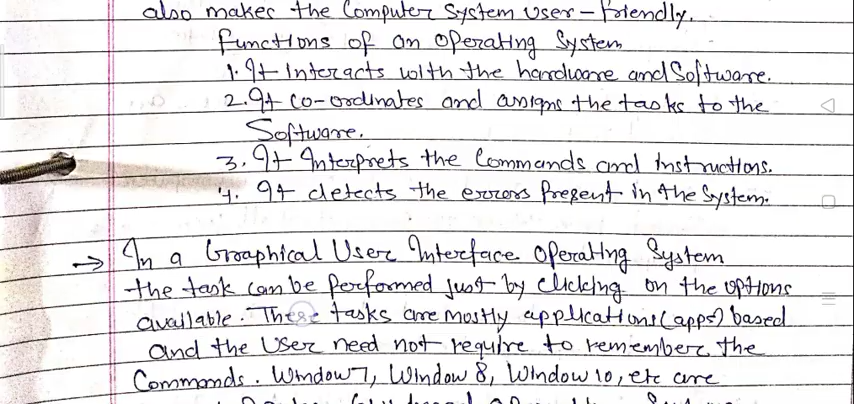 also makes the Computer System User-friendly.
functions of an Operating System
1. It Interacts with the hardware and Software.
2. It Co-ordinates and assigns the tasks to the
Software.
3. It Interprets the Commands and Instructions.
4. It detects the errors Present in the System.
→ In a Graphical User Interface Operating System
the task can be performed just by clicking on the options
available. These tasks are mostly applications(apps) based
and the User need not require to remember the
Commands. Window 7, Window 8, Window 10, etc are